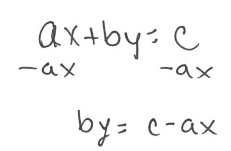 ax+by= c
-ax -ax
by= c-ax